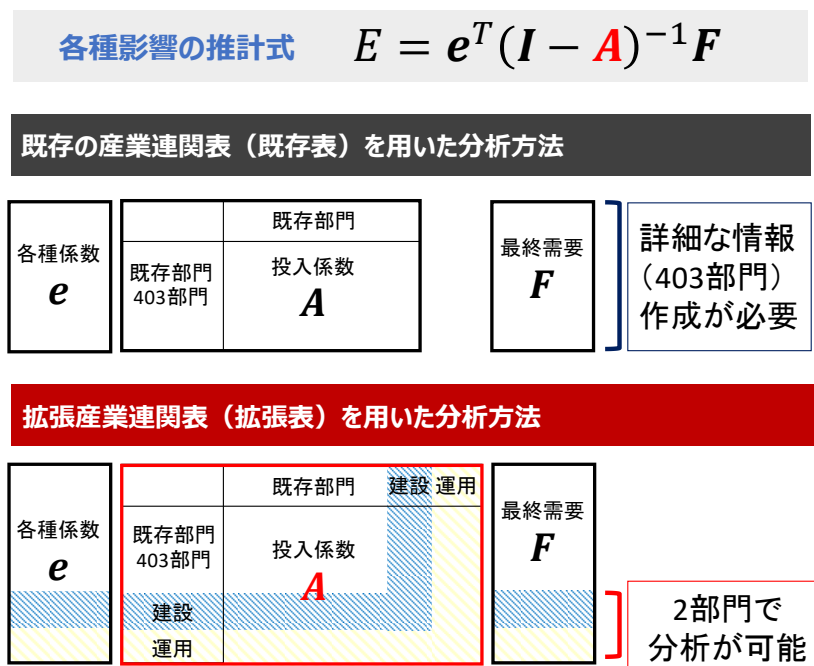 各種影響の推計式 E = e^T(I − A)^{−1}F
既存の産業連関表（既存表）を用いた分析方法
各種係数
e
既存部門
既存部門
403部門
投入係数
A
最終需要
F
詳細な情報
（403部門）
作成が必要
拡張産業連関表（拡張表）を用いた分析方法
各種係数
e
既存部門 建設 運用
既存部門
403部門
投入係数
A
建設
運用
最終需要
F
2部門で
分析が可能